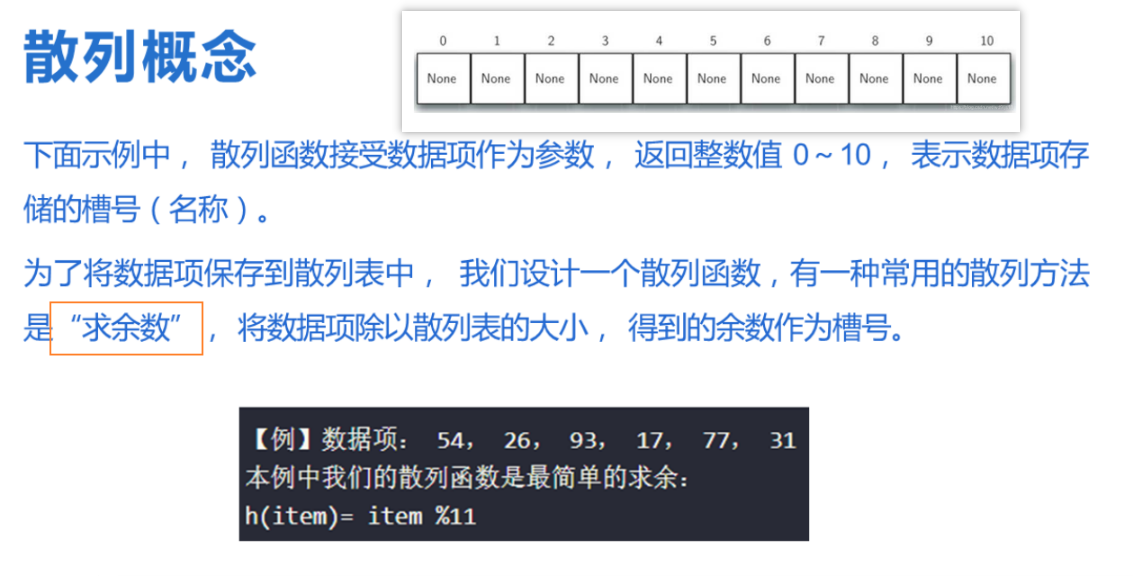 散列概念
0 1 2 3 4 5 6 7 8 9 10
None None None None None None None None None None None
下面示例中， 散列函数接受数据项作为参数， 返回整数值 0～10， 表示数据项存
储的槽号（名称）。
为了将数据项保存到散列表中， 我们设计一个散列函数，有一种常用的散列方法
是“求余数”， 将数据项除以散列表的大小， 得到的余数作为槽号。
【例】数据项： 54， 26， 93， 17， 77， 31
本例中我们的散列函数是最简单的求余：
h(item)= item %11